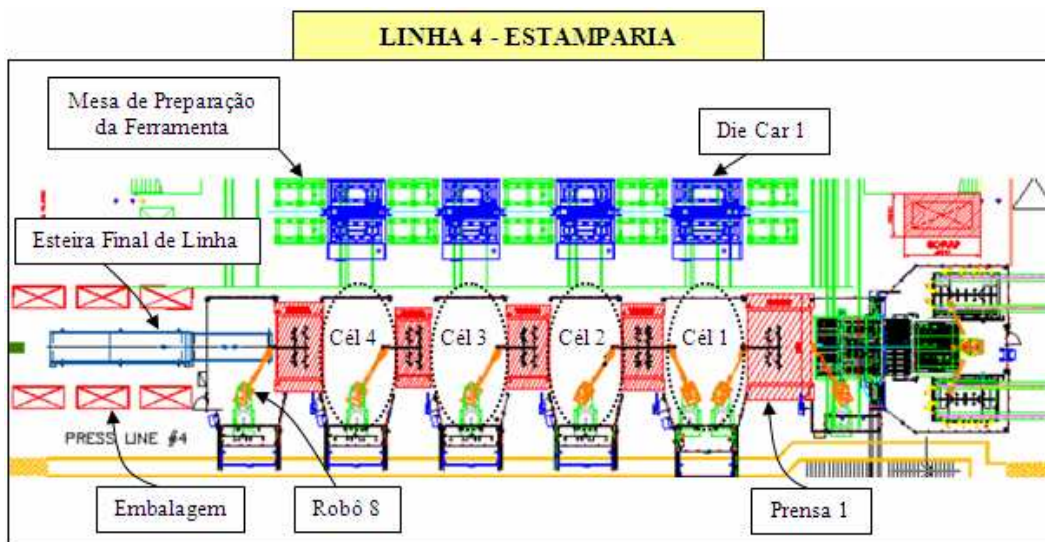 LINHA 4 - ESTAMPARIA
Mesa de Preparação
da Ferramenta
Die Car 1
Esteira Final de Linha
Cél 4
Cél 3
Cél 2
Cél 1
PRESS LINE #4
Embalagem
Robô 8
Prensa 1